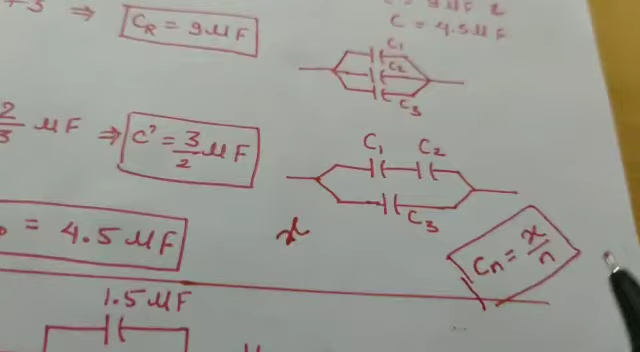 +3 ⇒ C_R = 9 μF
C = 4.5 μF
C₁
C₂
C₃
2/3 μF ⇒ C' = 3/2 μF
C₁ C₂
C₃
= 4.5 μF
x
Cn = x/n
1.5 μF